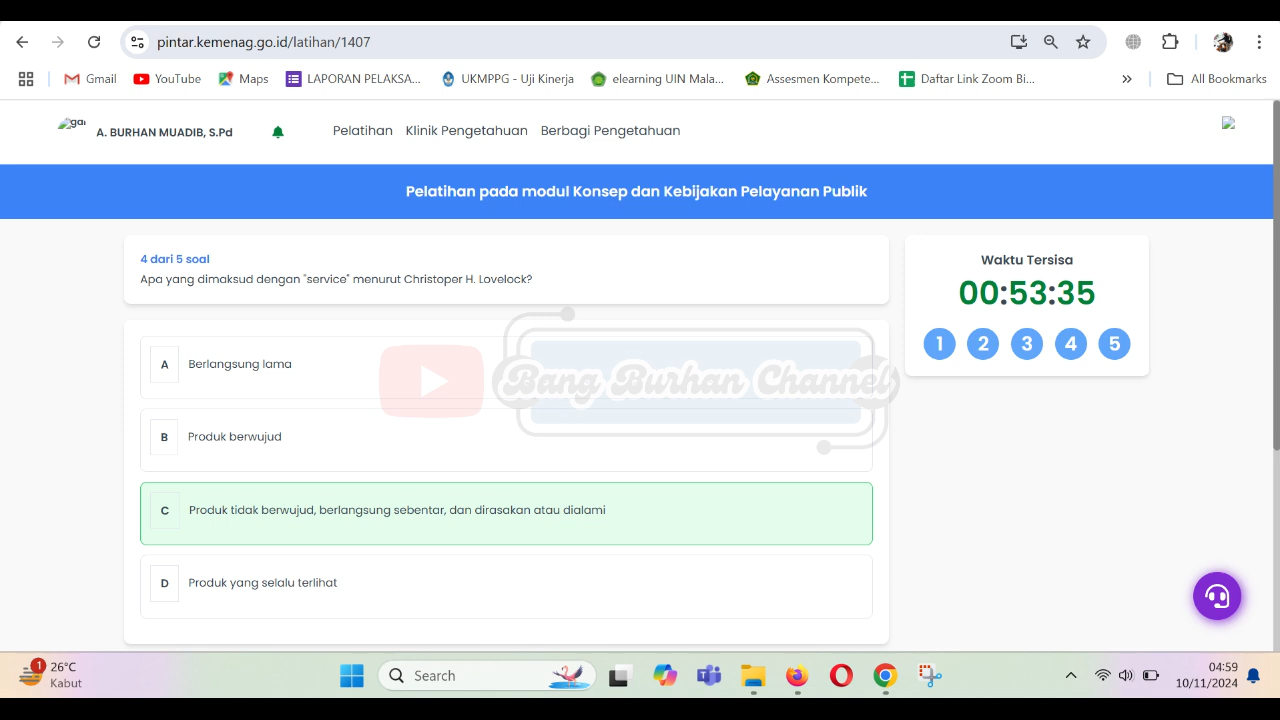 pintar.kemenag.go.id/latihan/1407
Gmail
YouTube
Maps
LAPORAN PELAKSA...
UKMPPG - Uji Kinerja
elearning UIN Mala...
Assesmen Kompete...
Daftar Link Zoom Bi...
All Bookmarks
gai
A. BURHAN MUADIB, S.Pd
Pelatihan
Klinik Pengetahuan
Berbagi Pengetahuan
Pelatihan pada modul Konsep dan Kebijakan Pelayanan Publik
4 dari 5 soal
Apa yang dimaksud dengan "service" menurut Christoper H. Lovelock?
A Berlangsung lama
B Produk berwujud
C Produk tidak berwujud, berlangsung sebentar, dan dirasakan atau dialami
D Produk yang selalu terlihat
Bang Burhan Channel
Waktu Tersisa
00:53:35
1 2 3 4 5
1
26°C
Kabut
Search
04:59
10/11/2024